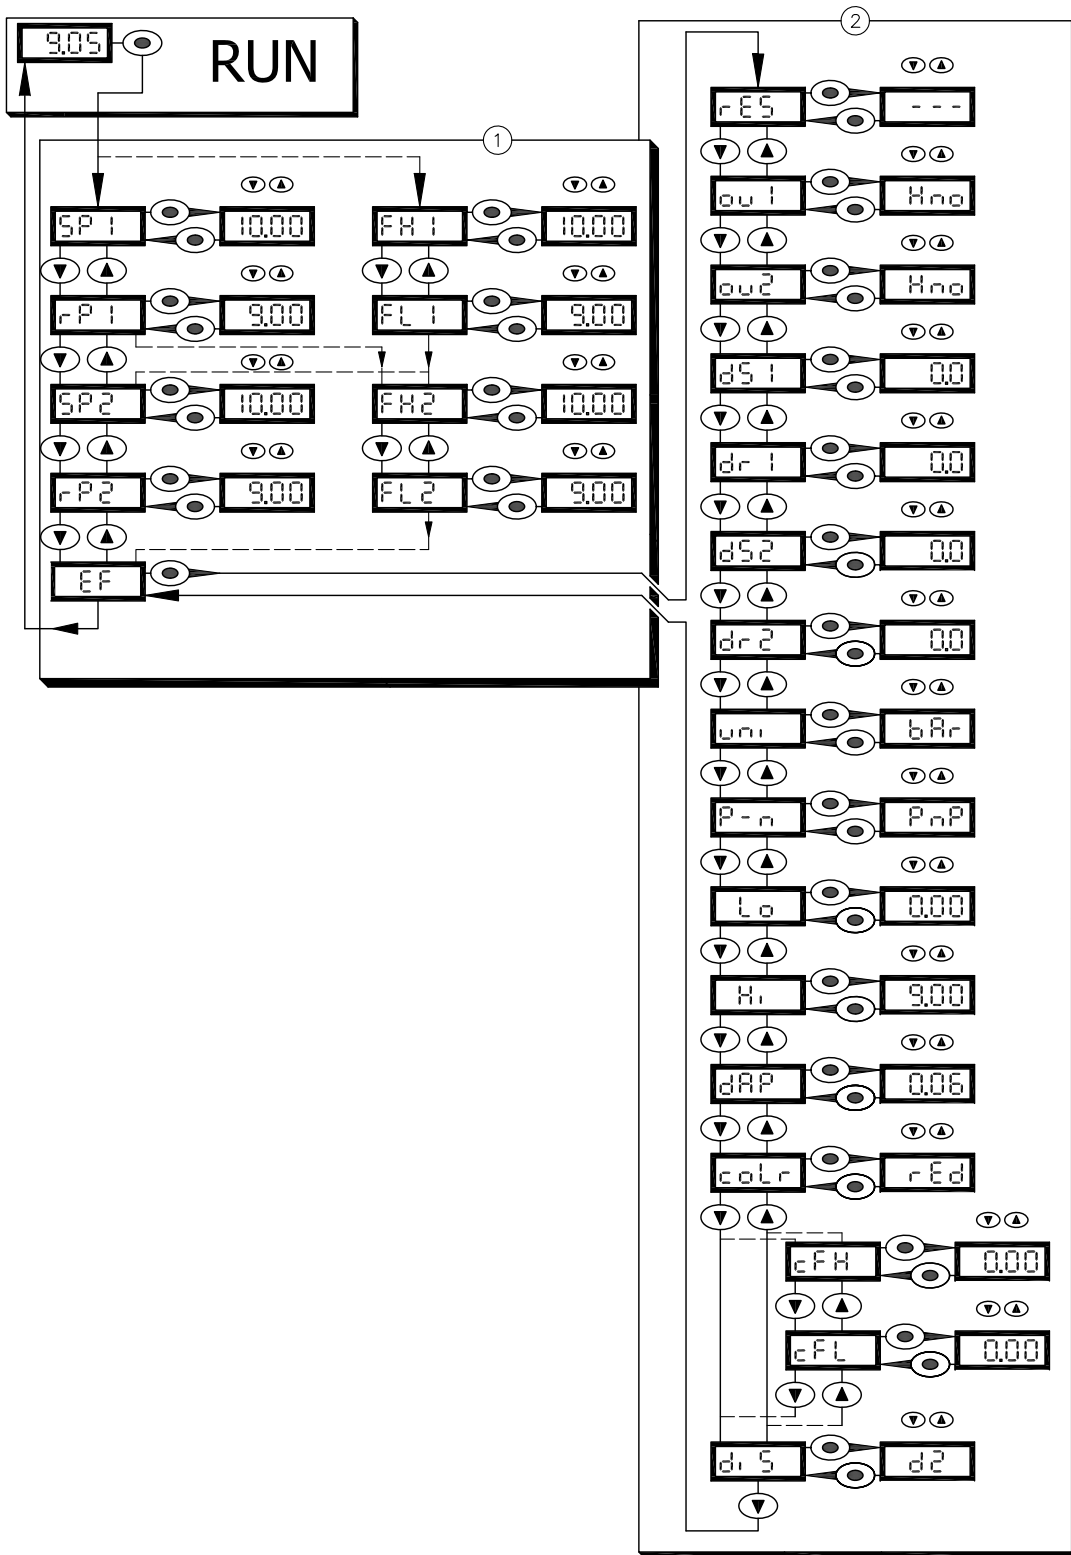 9.05 RUN
1
SP1 10.00 FH1 10.00
rP1 9.00 FL1 9.00
SP2 10.00 FH2 10.00
rP2 9.00 FL2 9.00
EF
2
rES ---
ou1 Hno
ou2 Hno
dS1 0.0
dr1 0.0
dS2 0.0
dr2 0.0
uni bAr
P-n PnP
Lo 0.00
Hi 9.00
dAP 0.06
coLr rEd
cFH 0.00
cFL 0.00
diS d2